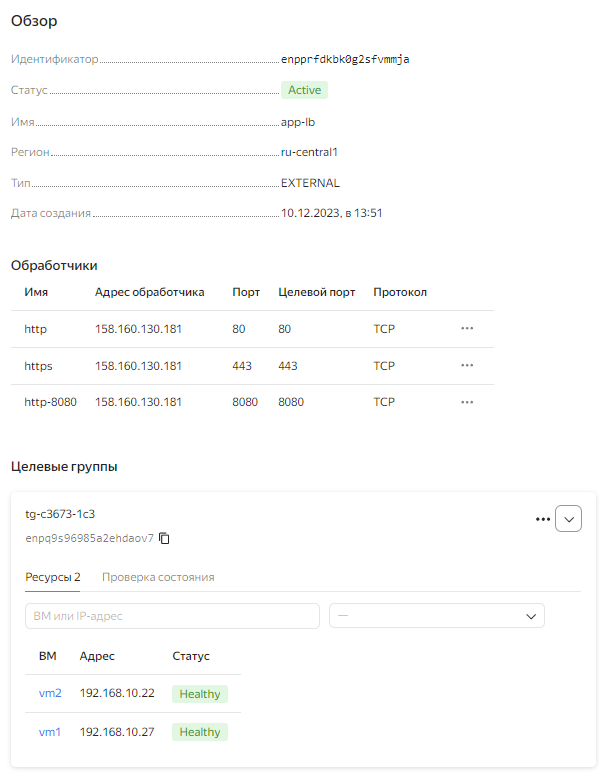 Обзор
Идентификатор enpprfdkbk0g2sfvmmja
Статус Active
Имя app-lb
Регион ru-central1
Тип EXTERNAL
Дата создания 10.12.2023, в 13:51
Обработчики
Имя Адрес обработчика Порт Целевой порт Протокол
http 158.160.130.181 80 80 TCP
https 158.160.130.181 443 443 TCP
http-8080 158.160.130.181 8080 8080 TCP
Целевые группы
tg-c3673-1c3
enpq9s96985a2ehdaov7
Ресурсы 2 Проверка состояния
ВМ или IP-адрес —
ВМ Адрес Статус
vm2 192.168.10.22 Healthy
vm1 192.168.10.27 Healthy